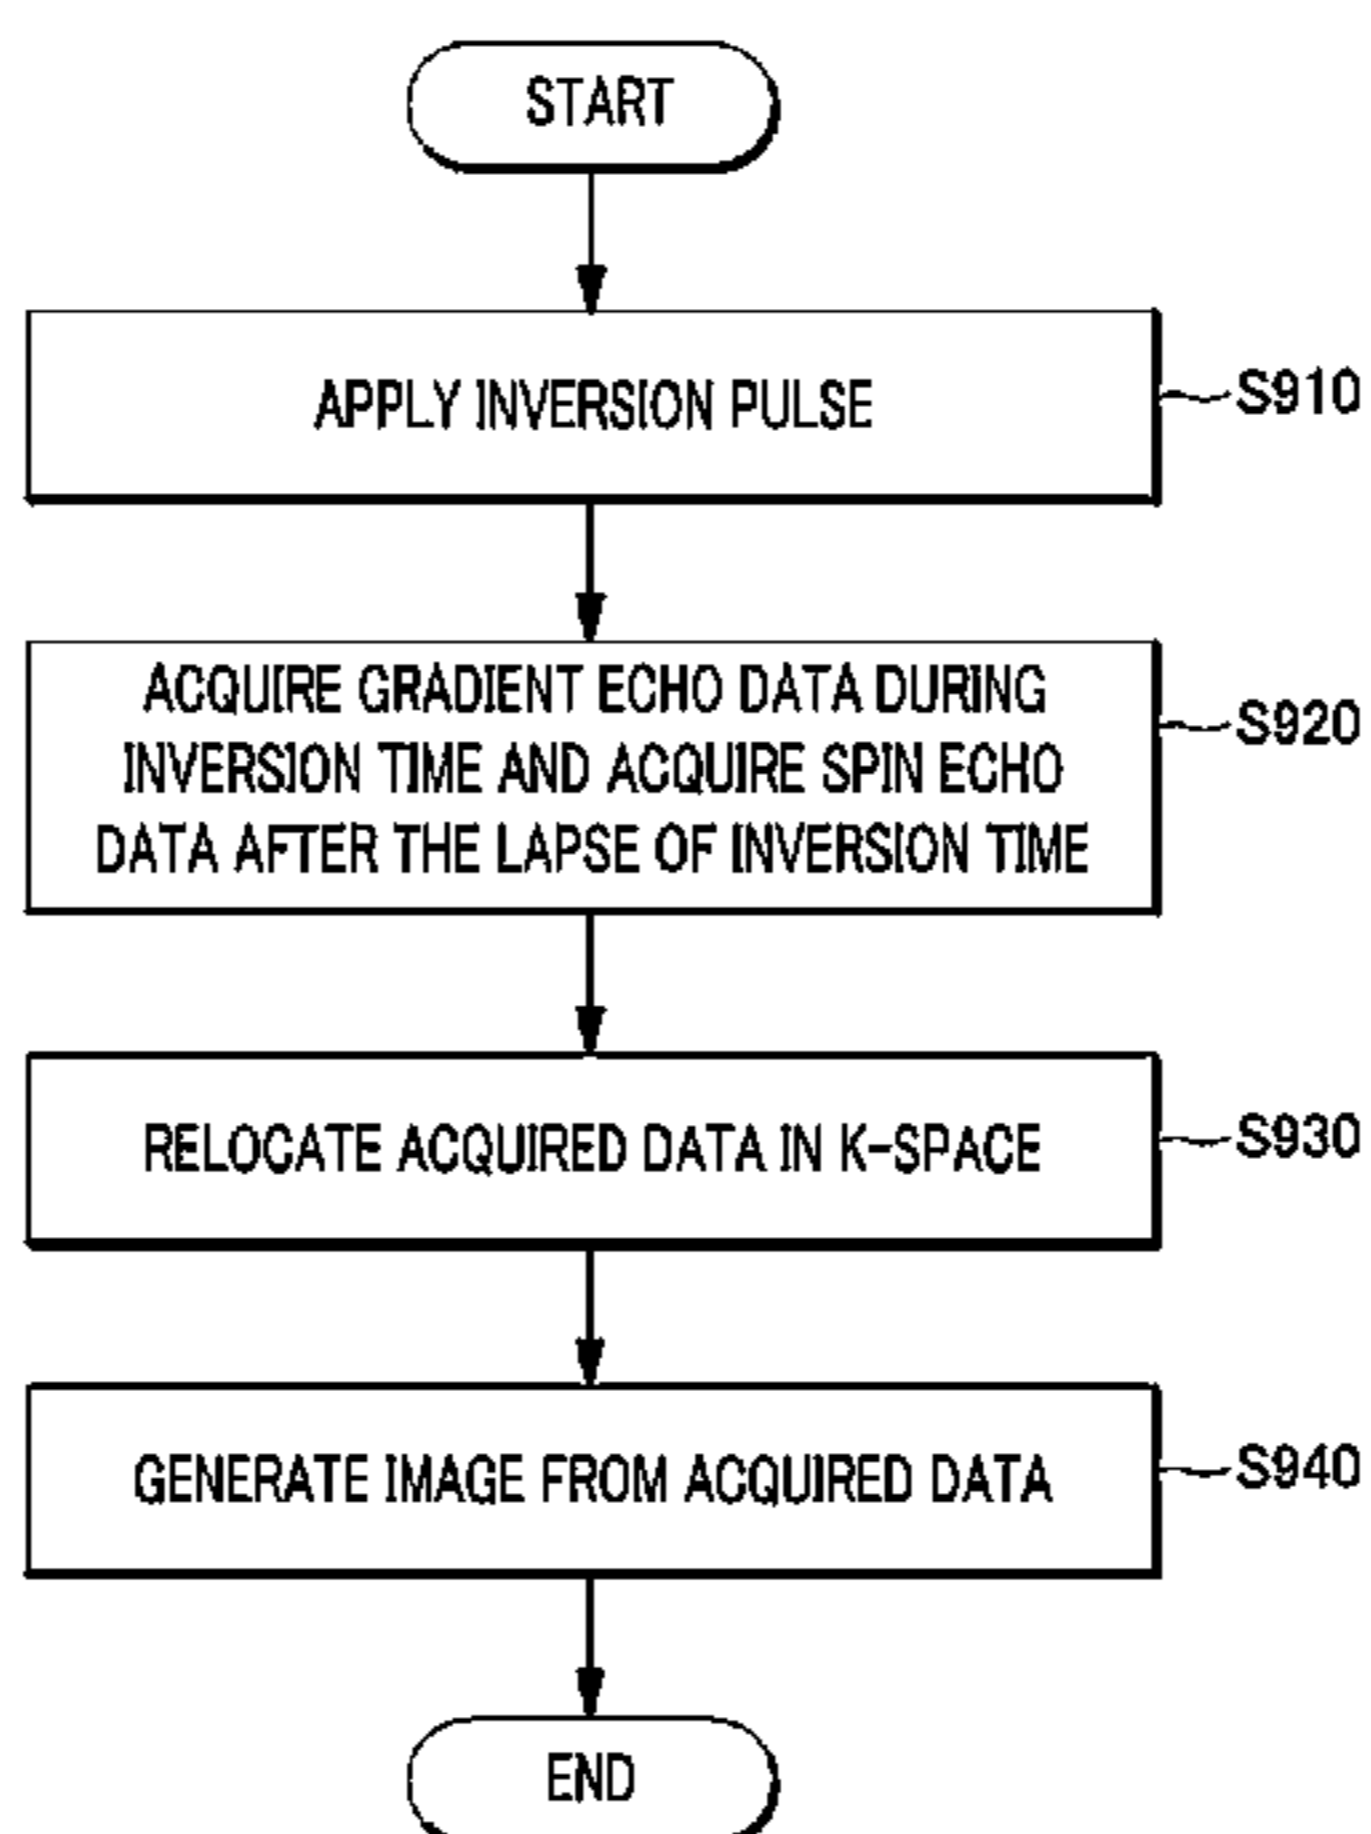 START
APPLY INVERSION PULSE
S910
ACQUIRE GRADIENT ECHO DATA DURING
INVERSION TIME AND ACQUIRE SPIN ECHO
DATA AFTER THE LAPSE OF INVERSION TIME
S920
RELOCATE ACQUIRED DATA IN K-SPACE
S930
GENERATE IMAGE FROM ACQUIRED DATA
S940
END